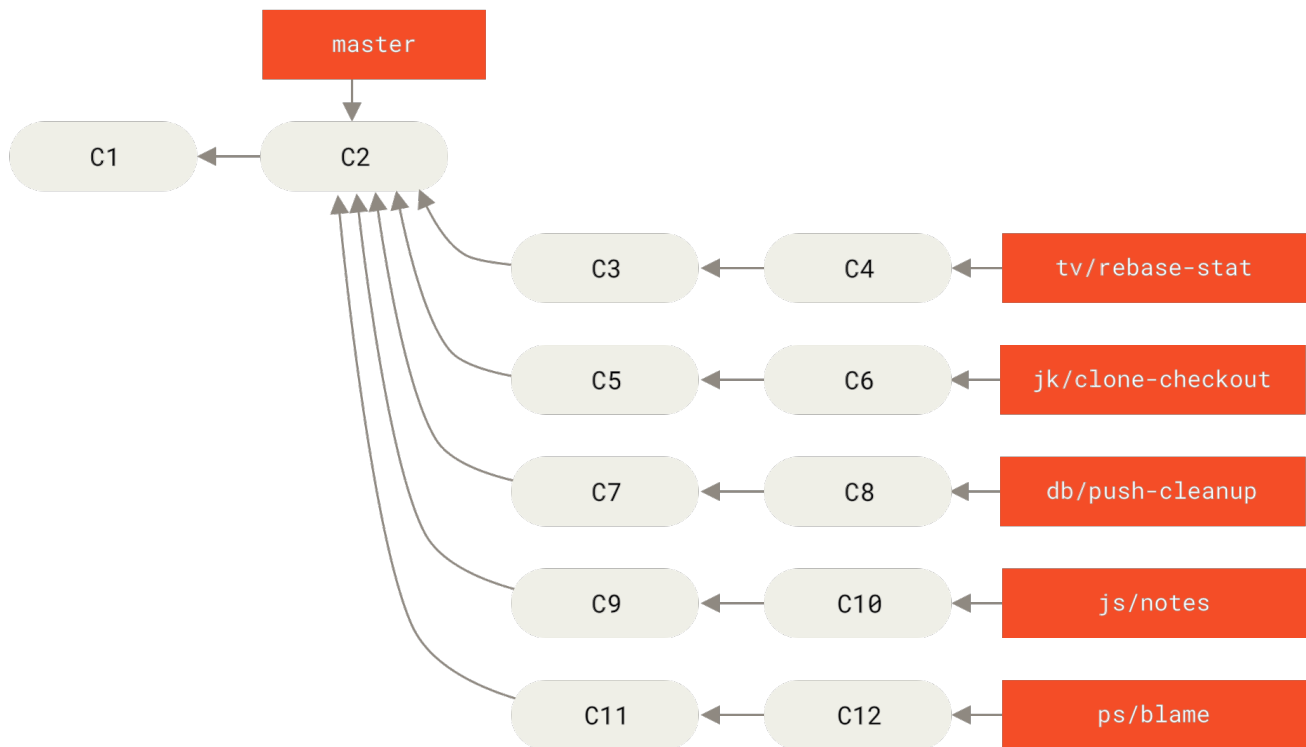 master
C1
C2
C3
C4
tv/rebase-stat
C5
C6
jk/clone-checkout
C7
C8
db/push-cleanup
C9
C10
js/notes
C11
C12
ps/blame